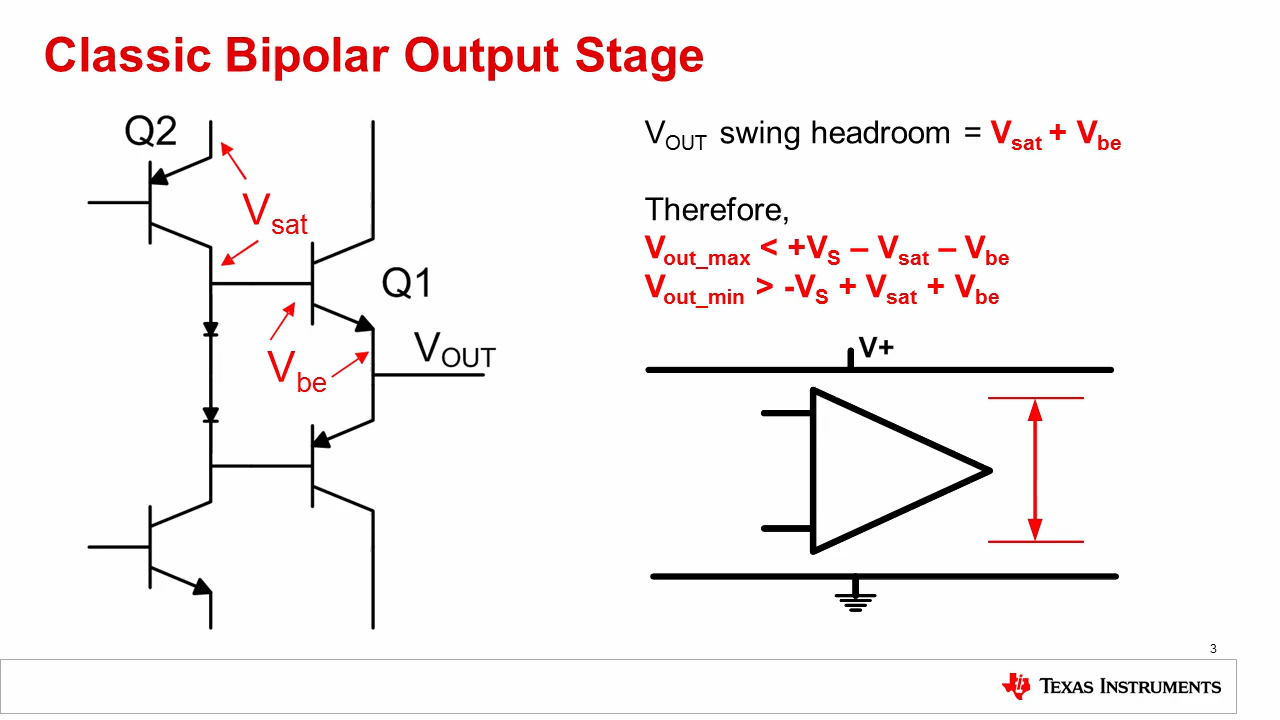 Classic Bipolar Output Stage
Q2
Vsat
Q1
VOUT
Vbe
VOUT swing headroom = Vsat + Vbe
Therefore,
Vout_max < +VS – Vsat – Vbe
Vout_min > -VS + Vsat + Vbe
V+
3
TEXAS INSTRUMENTS